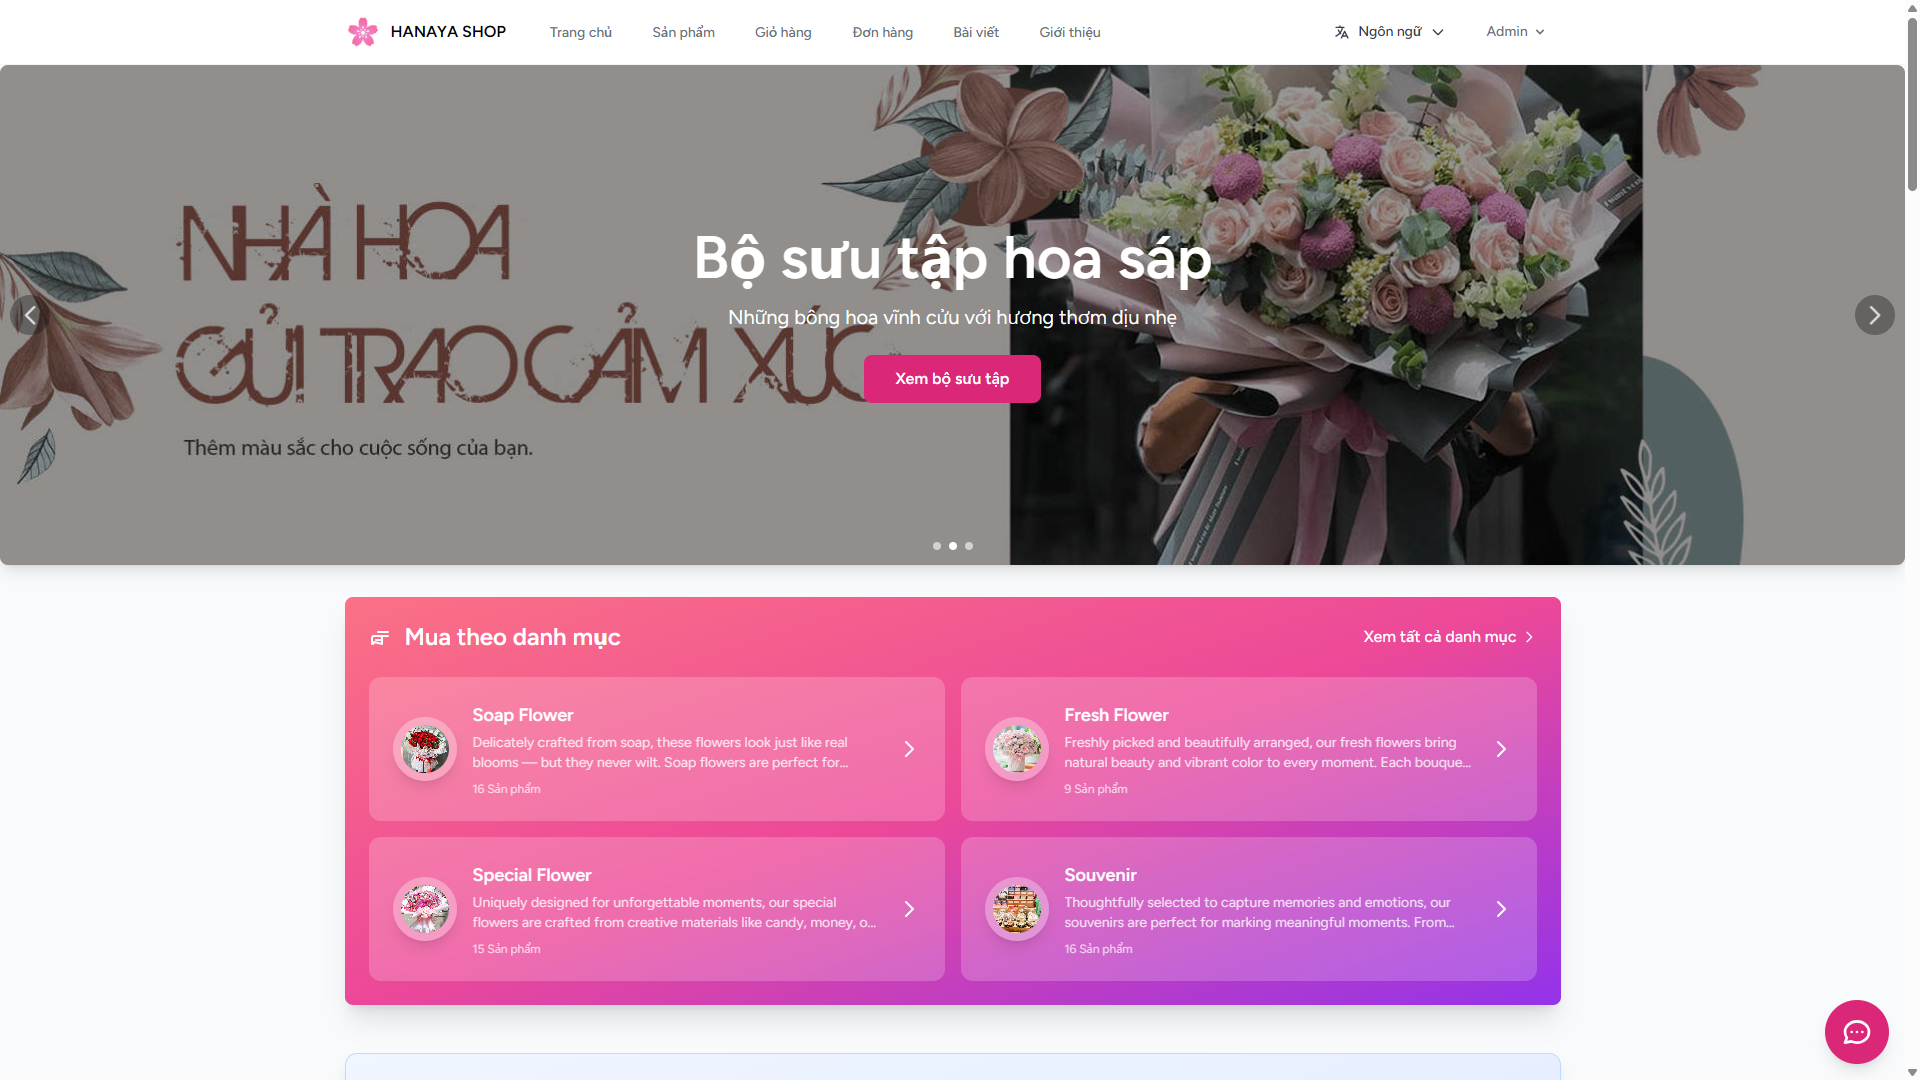 HANAYA SHOP
Trang chủ
Sản phẩm
Giỏ hàng
Đơn hàng
Bài viết
Giới thiệu
Ngôn ngữ
Admin
NHÀ HOA
GỬI TRAO CẢM XÚC
Thêm màu sắc cho cuộc sống của bạn.
Bộ sưu tập hoa sáp
Những bông hoa vĩnh cửu với hương thơm dịu nhẹ
Xem bộ sưu tập
Mua theo danh mục
Xem tất cả danh mục
Soap Flower
Delicately crafted from soap, these flowers look just like real
blooms — but they never wilt. Soap flowers are perfect for...
16 Sản phẩm
Fresh Flower
Freshly picked and beautifully arranged, our fresh flowers bring
natural beauty and vibrant color to every moment. Each bouque...
9 Sản phẩm
Special Flower
Uniquely designed for unforgettable moments, our special
flowers are crafted from creative materials like candy, money, o...
15 Sản phẩm
Souvenir
Thoughtfully selected to capture memories and emotions, our
souvenirs are perfect for marking meaningful moments. From...
16 Sản phẩm